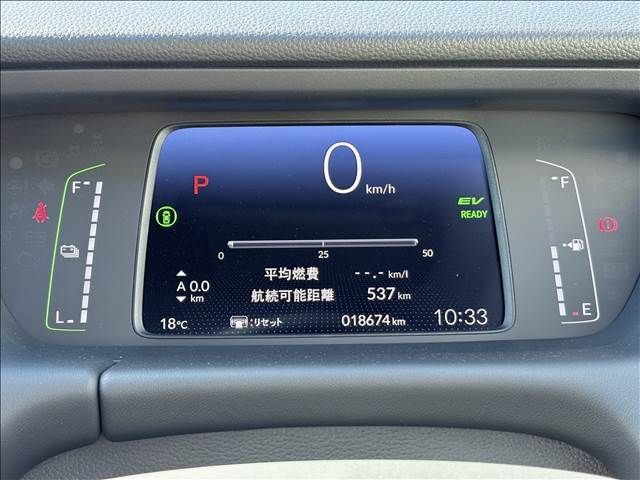 0 km/h
P
EV
READY
F
L
F
E
0 25 50
A 0.0
km
平均燃費 --.- km/l
航続可能距離 537 km
18℃
:リセット
018674 km
10:33